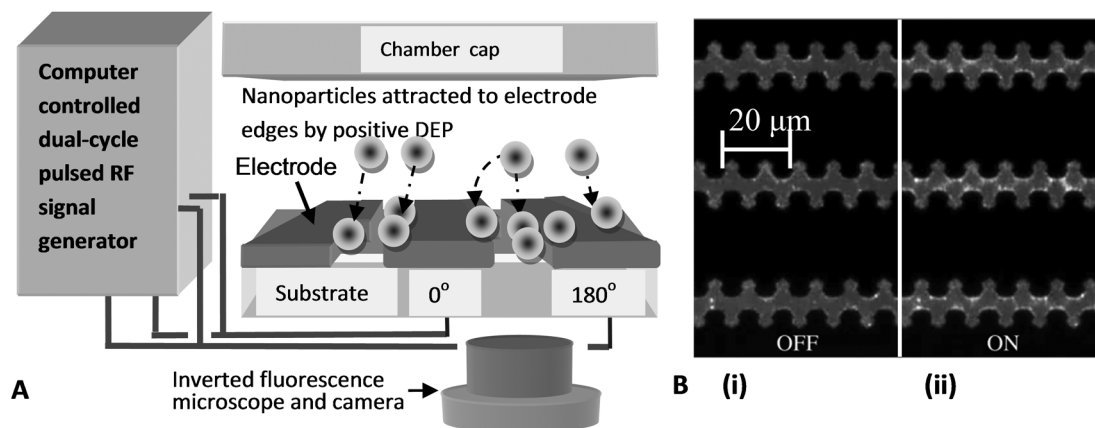 Computer
controlled
dual-cycle
pulsed RF
signal
generator
Chamber cap
Nanoparticles attracted to electrode
edges by positive DEP
Electrode
Substrate
0°
180°
Inverted fluorescence
microscope and camera
A
20 μm
OFF
ON
B
(i)
(ii)